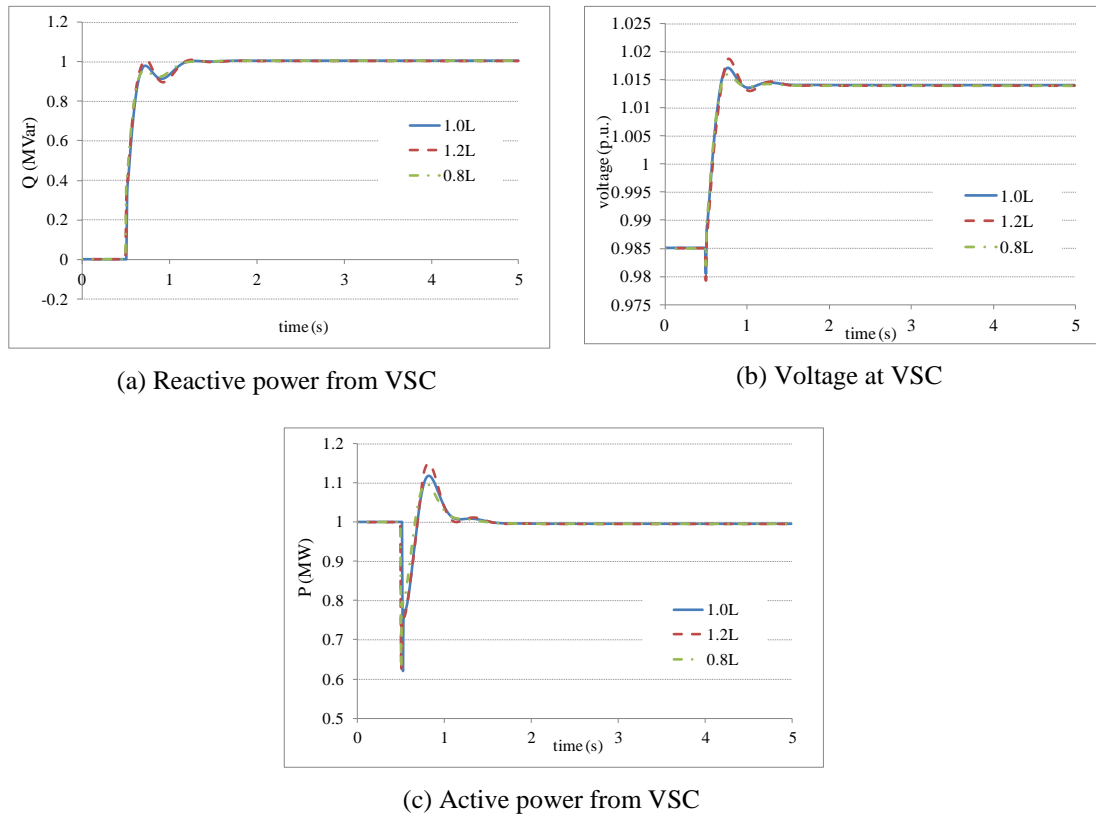 1.2
1
0.8
0.6
0.4
0.2
0
-0.2
Q (MVar)
0 1 2 3 4 5
time (s)
1.0L
1.2L
0.8L
(a) Reactive power from VSC
1.025
1.02
1.015
1.01
1.005
1
0.995
0.99
0.985
0.98
0.975
voltage (p.u.)
0 1 2 3 4 5
time (s)
1.0L
1.2L
0.8L
(b) Voltage at VSC
1.2
1.1
1
0.9
0.8
0.7
0.6
0.5
P (MW)
0 1 2 3 4 5
time (s)
1.0L
1.2L
0.8L
(c) Active power from VSC